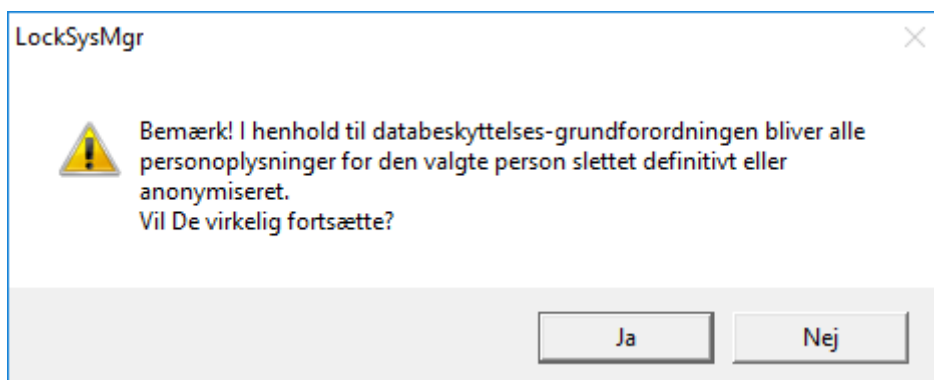 LockSysMgr
Bemærk! I henhold til databeskyttelses-grundforordningen bliver alle
personoplysninger for den valgte person slettet definitivt eller
anonymiseret.
Vil De virkelig fortsætte?
Ja
Nej